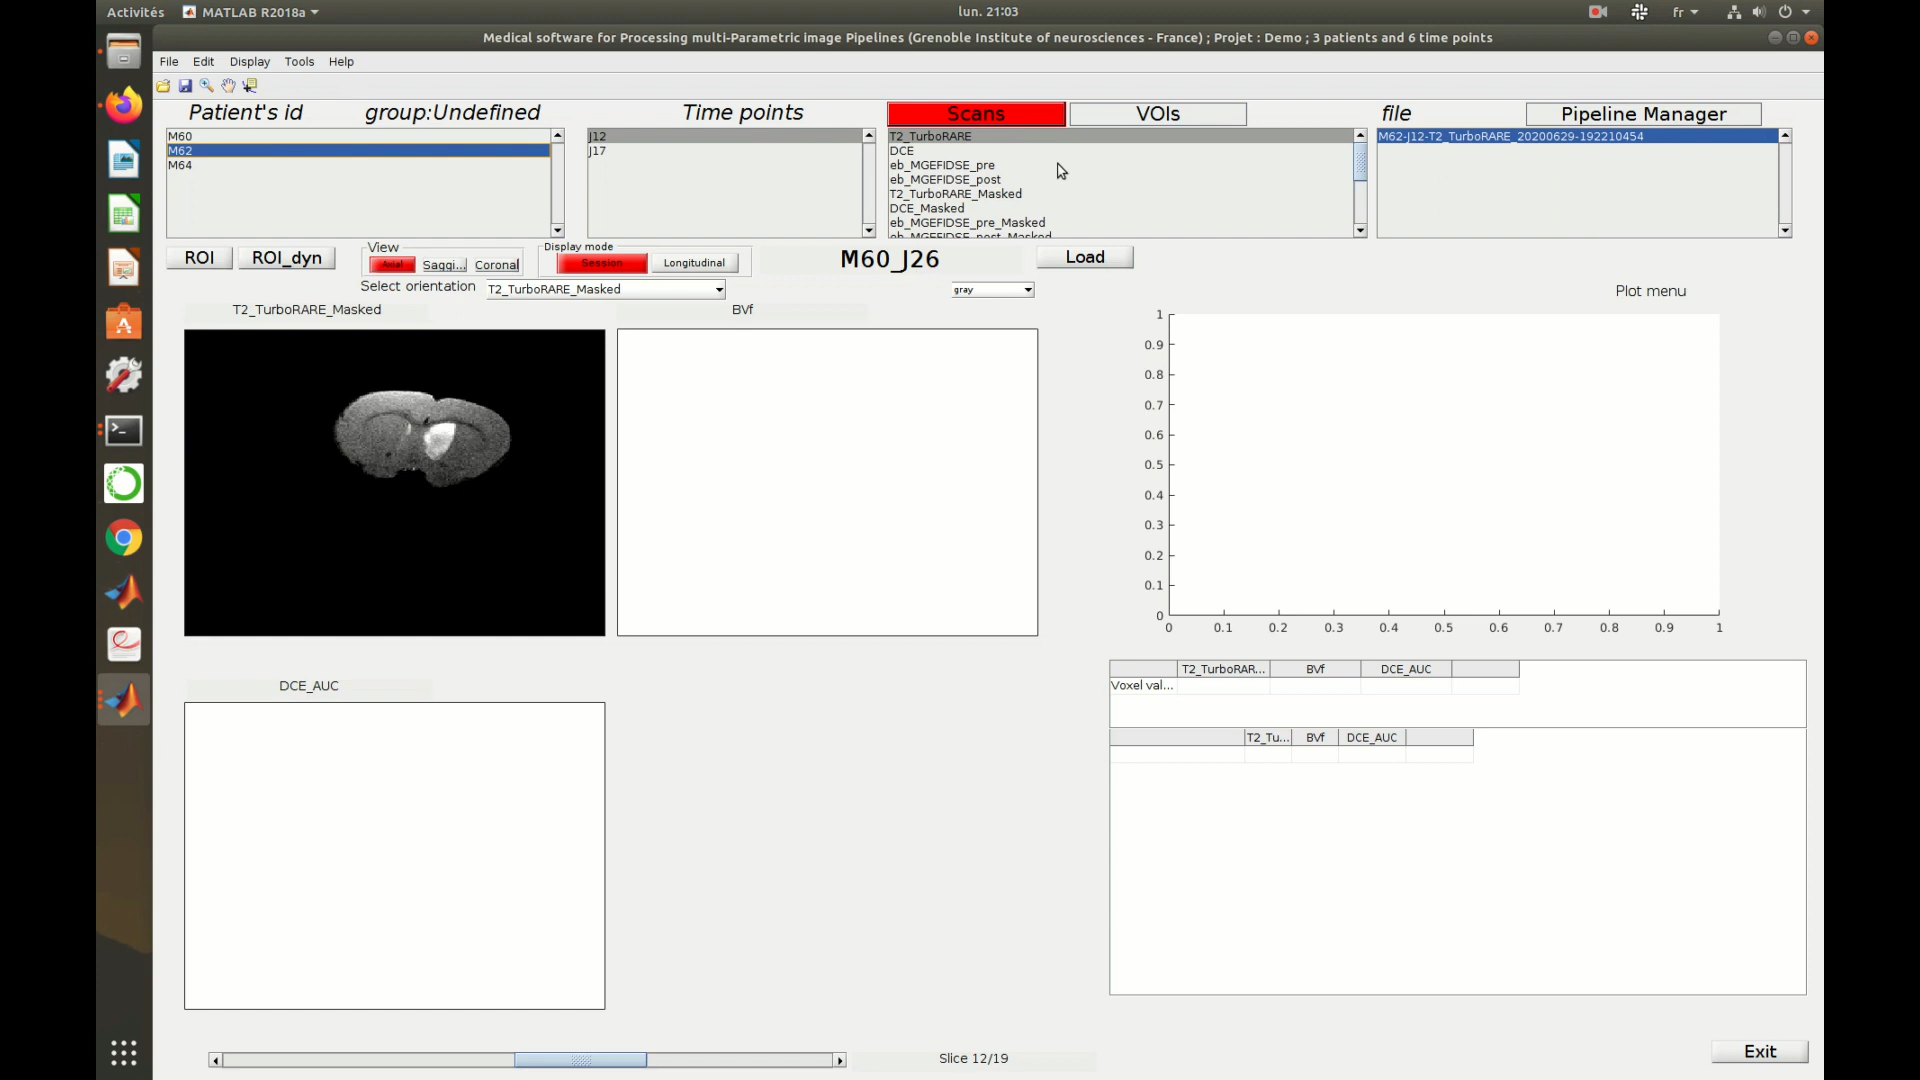 Activités
MATLAB R2018a
lun. 21:03
fr
Medical software for Processing multi-Parametric image Pipelines (Grenoble Institute of neurosciences - France) ; Projet : Demo ; 3 patients and 6 time points
File Edit Display Tools Help
Patient's id group:Undefined Time points Scans VOIs file Pipeline Manager
M60
M62
M64
J12
J17
T2_TurboRARE
DCE
eb_MGEFIDSE_pre
eb_MGEFIDSE_post
T2_TurboRARE_Masked
DCE_Masked
eb_MGEFIDSE_pre_Masked
eb_MGEFIDSE_post_Masked
M62-J12-T2_TurboRARE_20200629-192210454
ROI ROI_dyn
View
Axial Saggi... Coronal
Display mode
Session Longitudinal
M60_J26
Load
Select orientation T2_TurboRARE_Masked
gray
Plot menu
T2_TurboRARE_Masked
BVf
1
0.9
0.8
0.7
0.6
0.5
0.4
0.3
0.2
0.1
0
0 0.1 0.2 0.3 0.4 0.5 0.6 0.7 0.8 0.9 1
T2_TurboRAR... BVf DCE_AUC
Voxel val...
DCE_AUC
T2_Tu... BVf DCE_AUC
Slice 12/19
Exit